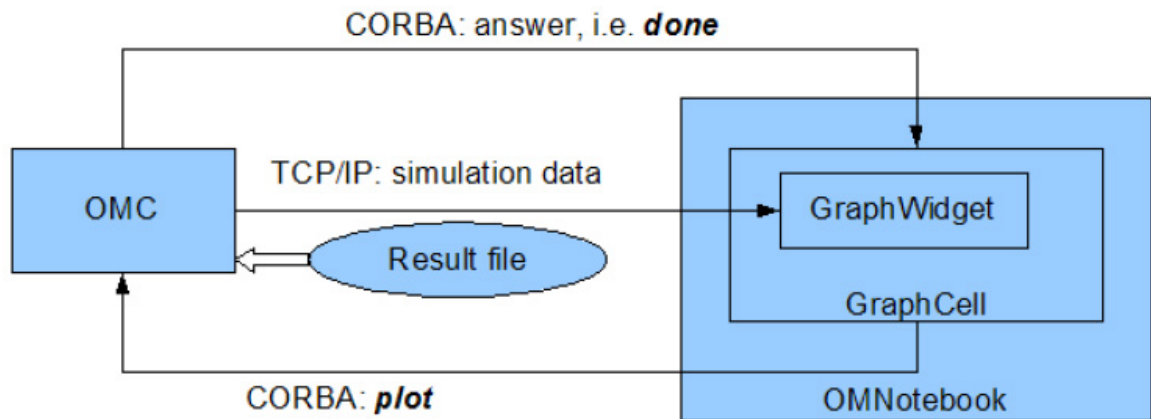 CORBA: answer, i.e. done
TCP/IP: simulation data
OMC
GraphWidget
Result file
GraphCell
CORBA: plot
OMNotebook